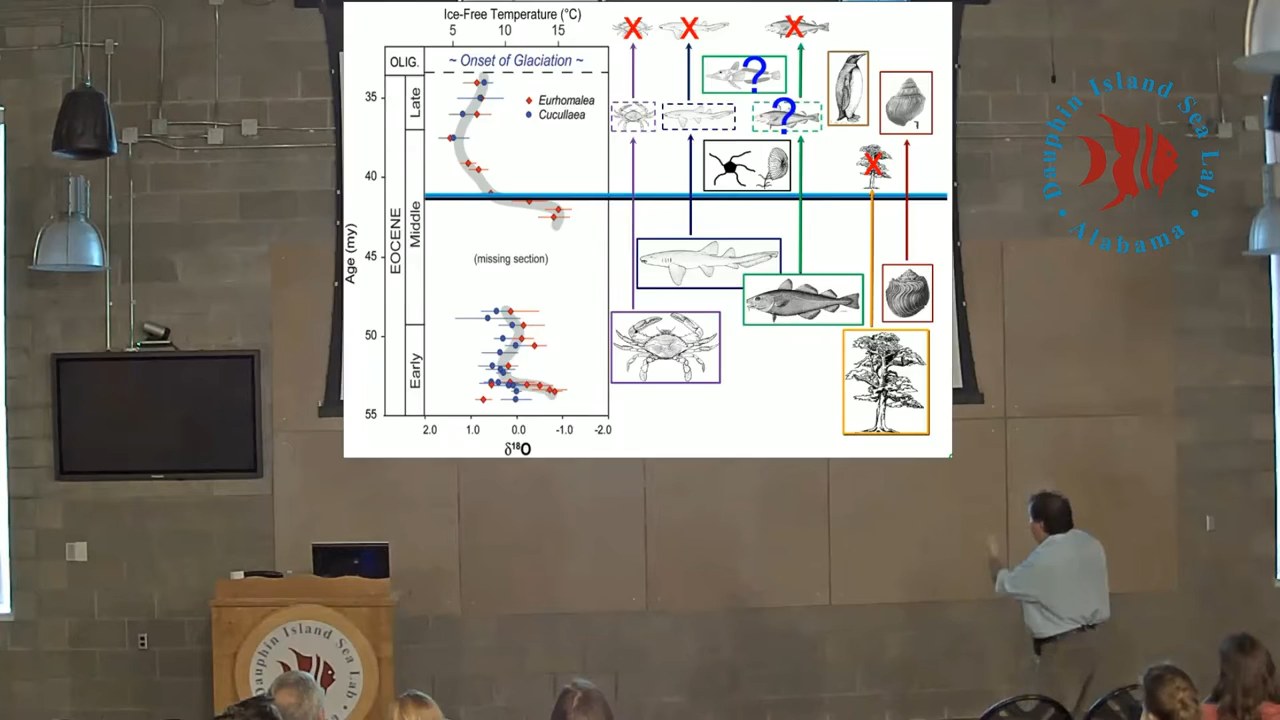 Ice-Free Temperature (°C)
5 10 15
OLIG.
~ Onset of Glaciation ~
Late
Middle
Early
EOCENE
Age (my)
35
40
45
50
55
Eurhomalea
Cucullaea
(missing section)
2.0 1.0 0.0 -1.0 -2.0
δ18O
X X X
?
?
X
Dauphin Island Sea Lab
• Alabama •
Dauphin Island Sea Lab